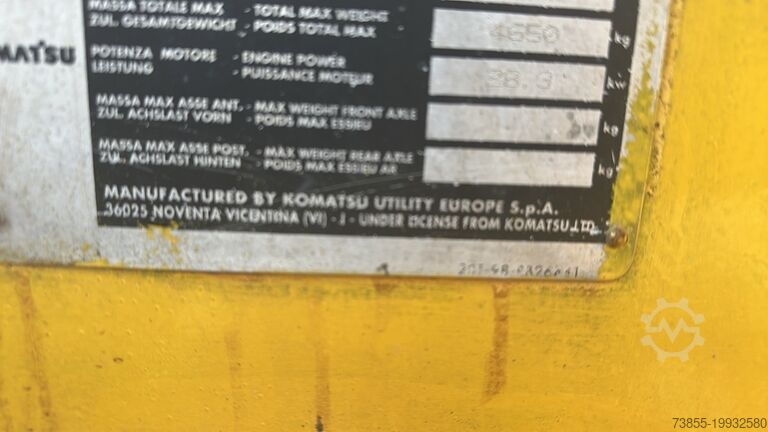 MASSA TOTALE MAX - TOTAL MAX WEIGHT
ZUL. GESAMTGEWICHT - POIDS TOTAL MAX
4650 kg
MATSU
POTENZA MOTORE - ENGINE POWER
LEISTUNG - PUISSANCE MOTEUR
28.3 kw
MASSA MAX ASSE ANT. - MAX WEIGHT FRONT AXLE
ZUL. ACHSLAST VORN - POIDS MAX ESSIEU
kg
MASSA MAX ASSE POST. - MAX WEIGHT REAR AXLE
ZUL. ACHSLAST HINTEN - POIDS MAX ESSIEU AR
kg
MANUFACTURED BY KOMATSU UTILITY EUROPE S.p.A.
36025 NOVENTA VICENTINA (VI) - I - UNDER LICENSE FROM KOMATSU LTD
73855-19932580